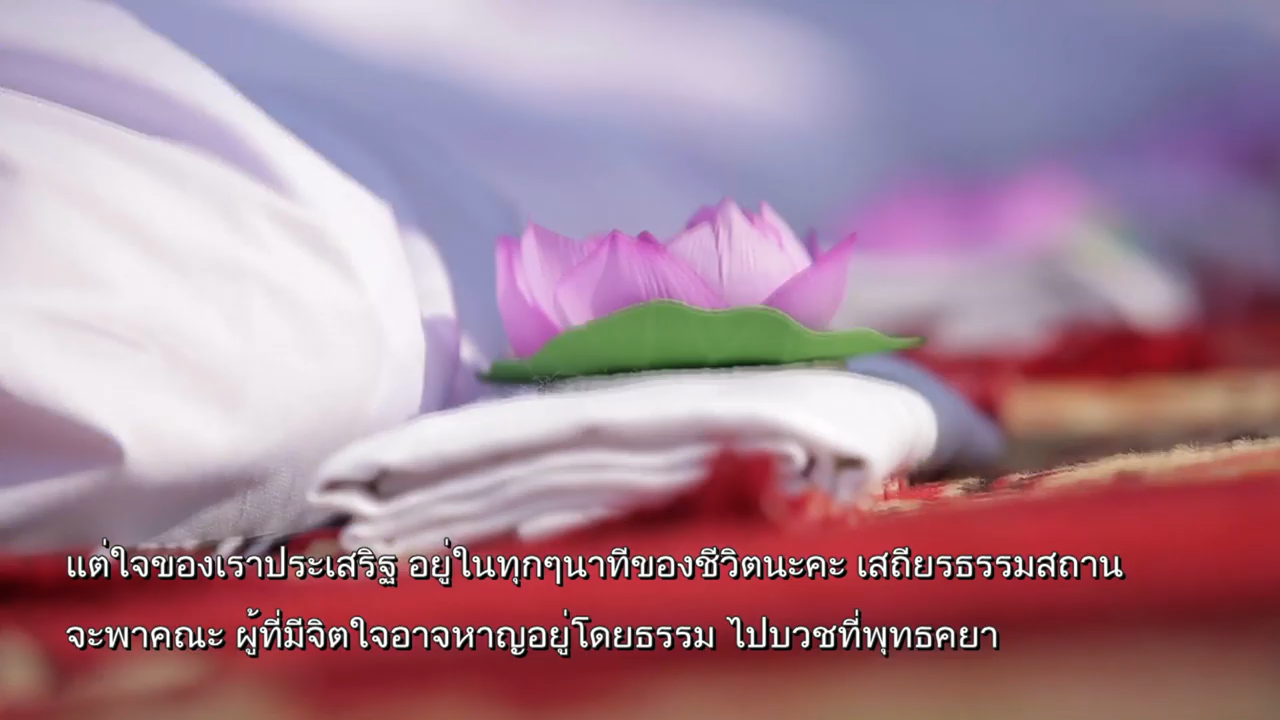 แต่ใจของเราประเสริฐ อยู่ในทุกๆนาทีของชีวิตนะคะ เสถียรธรรมสถาน
จะพาคณะ ผู้ที่มีจิตใจอาจหาญอยู่โดยธรรม ไปบวชที่พุทธคยา